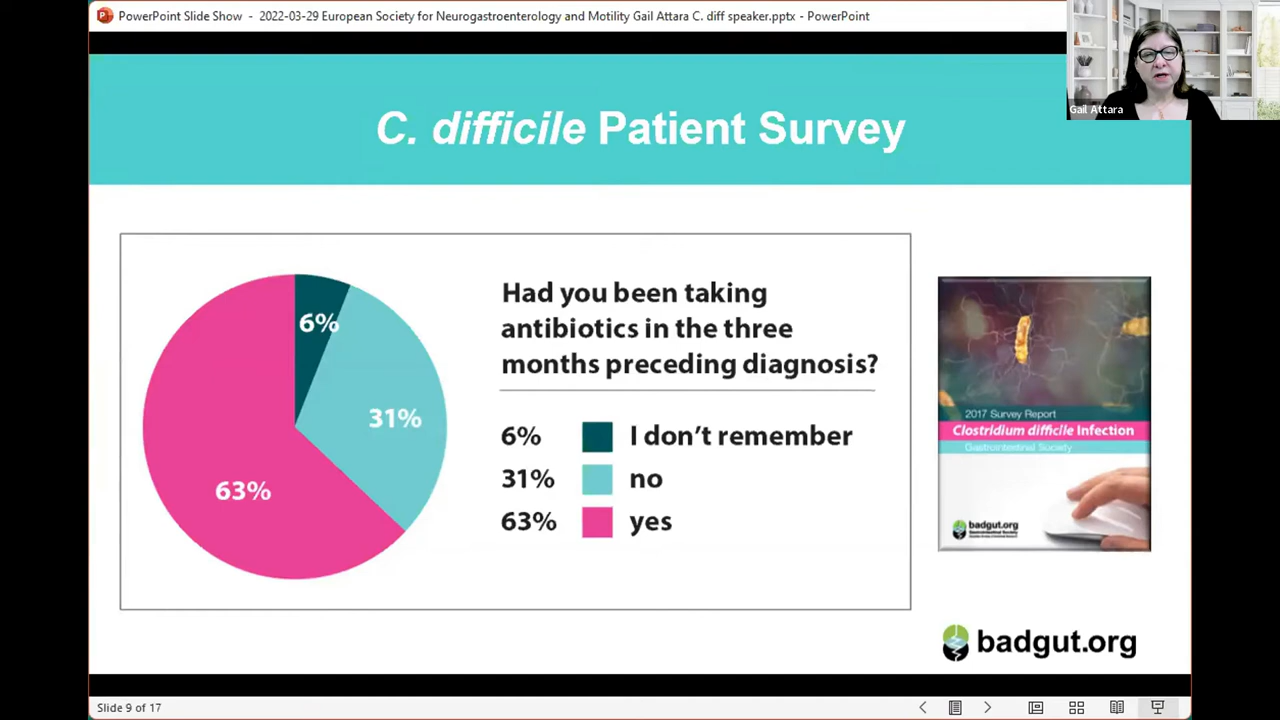 PowerPoint Slide Show - 2022-03-29 European Society for Neurogastroenterology and Motility Gail Attara C. diff speaker.pptx - PowerPoint
Gail Attara
C. difficile Patient Survey
6%
31%
63%
Had you been taking
antibiotics in the three
months preceding diagnosis?
6% I don’t remember
31% no
63% yes
2017 Survey Report
Clostridium difficile Infection
Gastrointestinal Society
badgut.org
Gastrointestinal Society
badgut.org
Slide 9 of 17